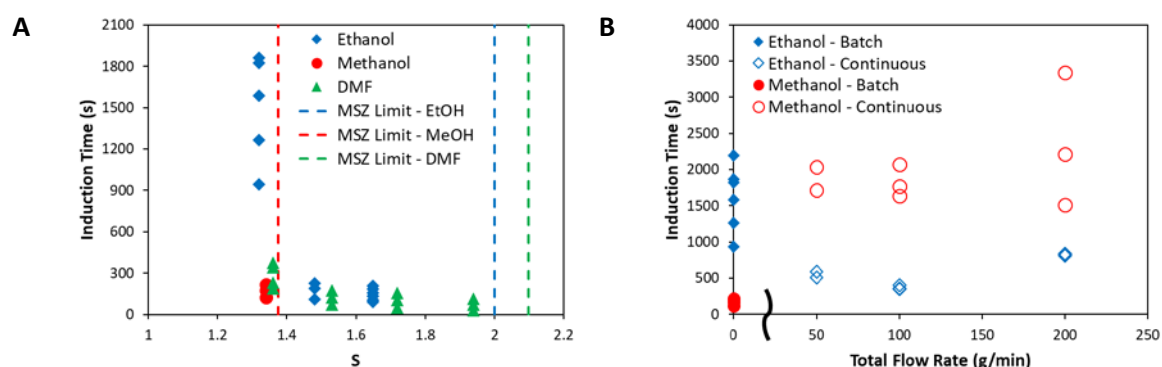 A
Induction Time (s)
2100
1800
1500
1200
900
600
300
0
1
1.2
1.4
1.6
1.8
2
2.2
S
Ethanol
Methanol
DMF
MSZ Limit - EtOH
MSZ Limit - MeOH
MSZ Limit - DMF
B
Induction Time (s)
4000
3500
3000
2500
2000
1500
1000
500
0
0
50
100
150
200
250
Total Flow Rate (g/min)
Ethanol - Batch
Ethanol - Continuous
Methanol - Batch
Methanol - Continuous